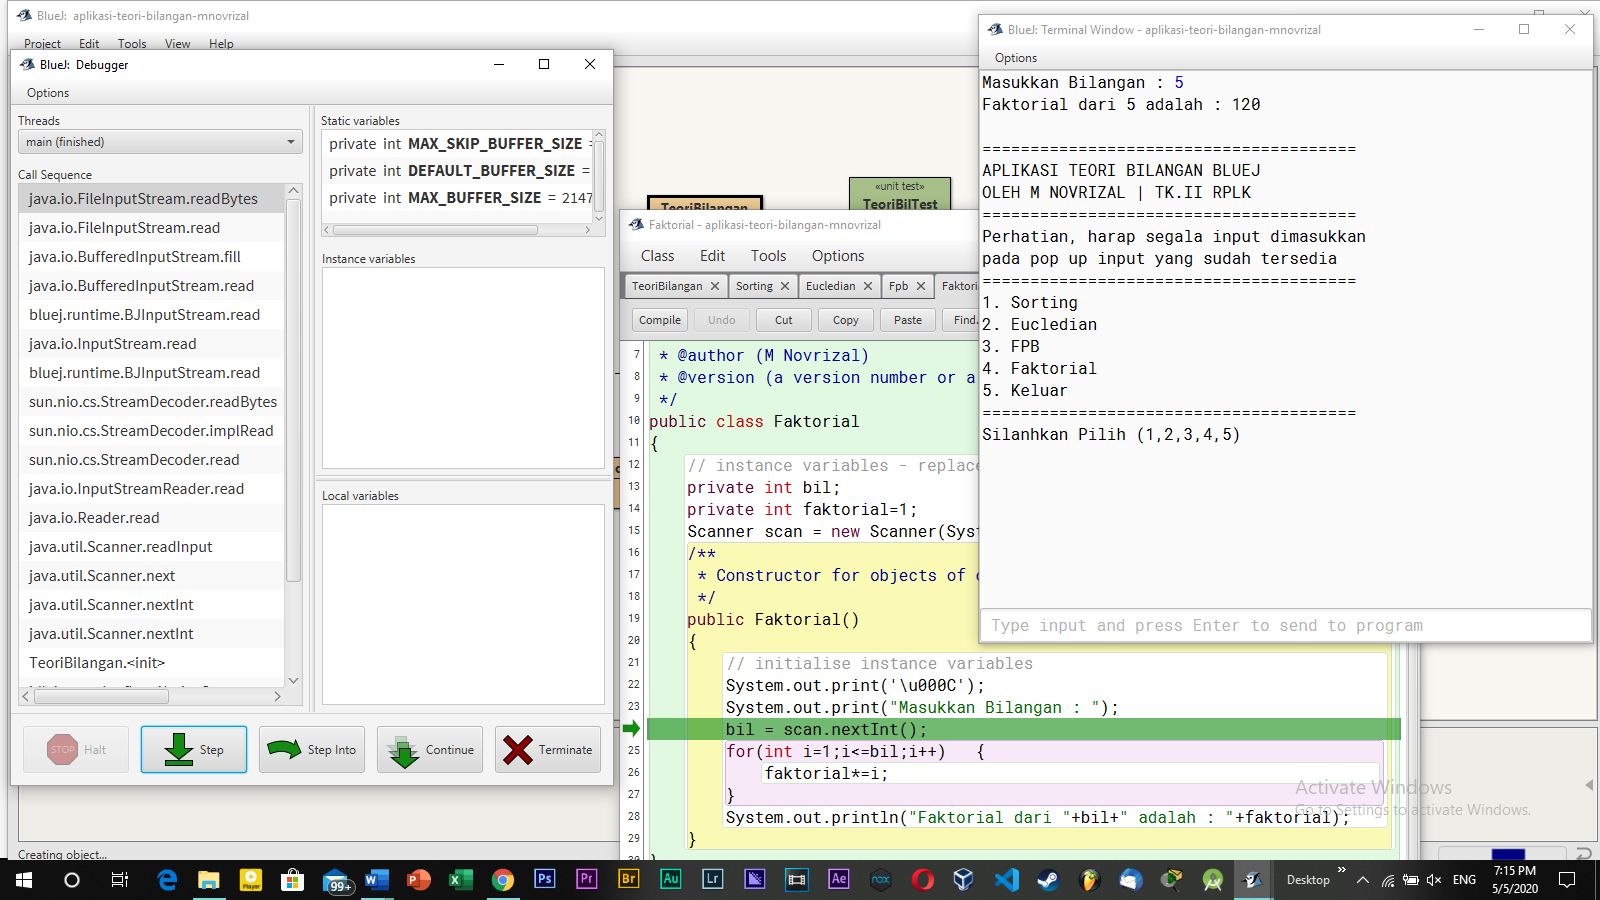 BlueJ: aplikasi-teori-bilangan-mnovrizal
Project Edit Tools View Help
BlueJ: Debugger
Options
Threads
main (finished)
Call Sequence
java.io.FileInputStream.readBytes
java.io.FileInputStream.read
java.io.BufferedInputStream.fill
java.io.BufferedInputStream.read
bluej.runtime.BJInputStream.read
java.io.InputStream.read
bluej.runtime.BJInputStream.read
sun.nio.cs.StreamDecoder.readBytes
sun.nio.cs.StreamDecoder.implRead
sun.nio.cs.StreamDecoder.read
java.io.InputStreamReader.read
java.io.Reader.read
java.util.Scanner.readInput
java.util.Scanner.next
java.util.Scanner.nextInt
java.util.Scanner.nextInt
TeoriBilangan.<init>
Static variables
private int MAX_SKIP_BUFFER_SIZE =
private int DEFAULT_BUFFER_SIZE =
private int MAX_BUFFER_SIZE = 2147
Instance variables
Local variables
STOP Halt
Step
Step Into
Continue
Terminate
Creating object...
TeoriBilangan
«unit test»
TeoriBilTest
Faktorial - aplikasi-teori-bilangan-mnovrizal
Class Edit Tools Options
TeoriBilangan Sorting Eucledian Fpb Faktori
Compile Undo Cut Copy Paste Find.
7 * @author (M Novrizal)
8 * @version (a version number or a
9 */
10 public class Faktorial
11 {
12 // instance variables - replace
13 private int bil;
14 private int faktorial=1;
15 Scanner scan = new Scanner(Syst
16 /**
17 * Constructor for objects of c
18 */
19 public Faktorial()
20 {
21 // initialise instance variables
22 System.out.print('\u000C');
23 System.out.print("Masukkan Bilangan : ");
bil = scan.nextInt();
25 for(int i=1;i<=bil;i++) {
26 faktorial*=i;
27 }
28 System.out.println("Faktorial dari "+bil+" adalah : "+faktorial);
29 }
30 }
BlueJ: Terminal Window - aplikasi-teori-bilangan-mnovrizal
Options
Masukkan Bilangan : 5
Faktorial dari 5 adalah : 120
=======================================
APLIKASI TEORI BILANGAN BLUEJ
OLEH M NOVRIZAL | TK.II RPLK
=======================================
Perhatian, harap segala input dimasukkan
pada pop up input yang sudah tersedia
=======================================
1. Sorting
2. Eucledian
3. FPB
4. Faktorial
5. Keluar
=======================================
Silanhkan Pilih (1,2,3,4,5)
Type input and press Enter to send to program
Activate Windows
Go to Settings to activate Windows.
99+ Player Ps Pr Br Au Lr Ae nox
Desktop
ENG
7:15 PM
5/5/2020